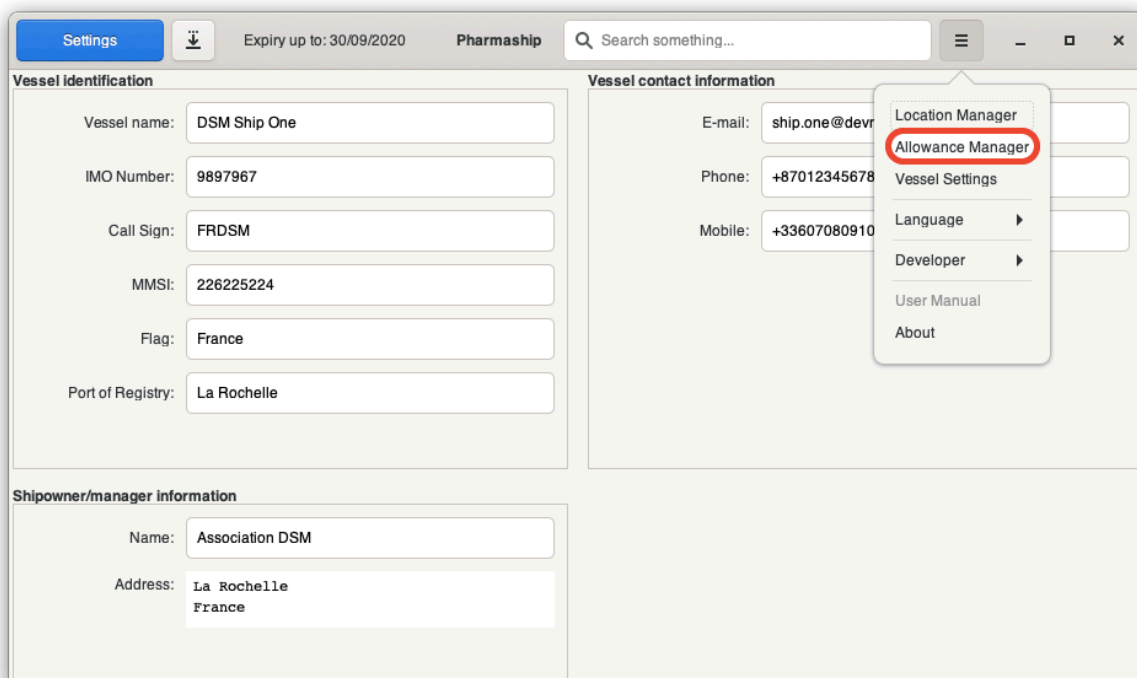 Settings
Expiry up to: 30/09/2020
Pharmaship
Search something...
Vessel identification
Vessel name: DSM Ship One
IMO Number: 9897967
Call Sign: FRDSM
MMSI: 226225224
Flag: France
Port of Registry: La Rochelle
Vessel contact information
E-mail:
Phone: +87012345678
Mobile: +33607080910
Location Manager
Allowance Manager
Vessel Settings
Language
Developer
User Manual
About
Shipowner/manager information
Name: Association DSM
Address: La Rochelle
France